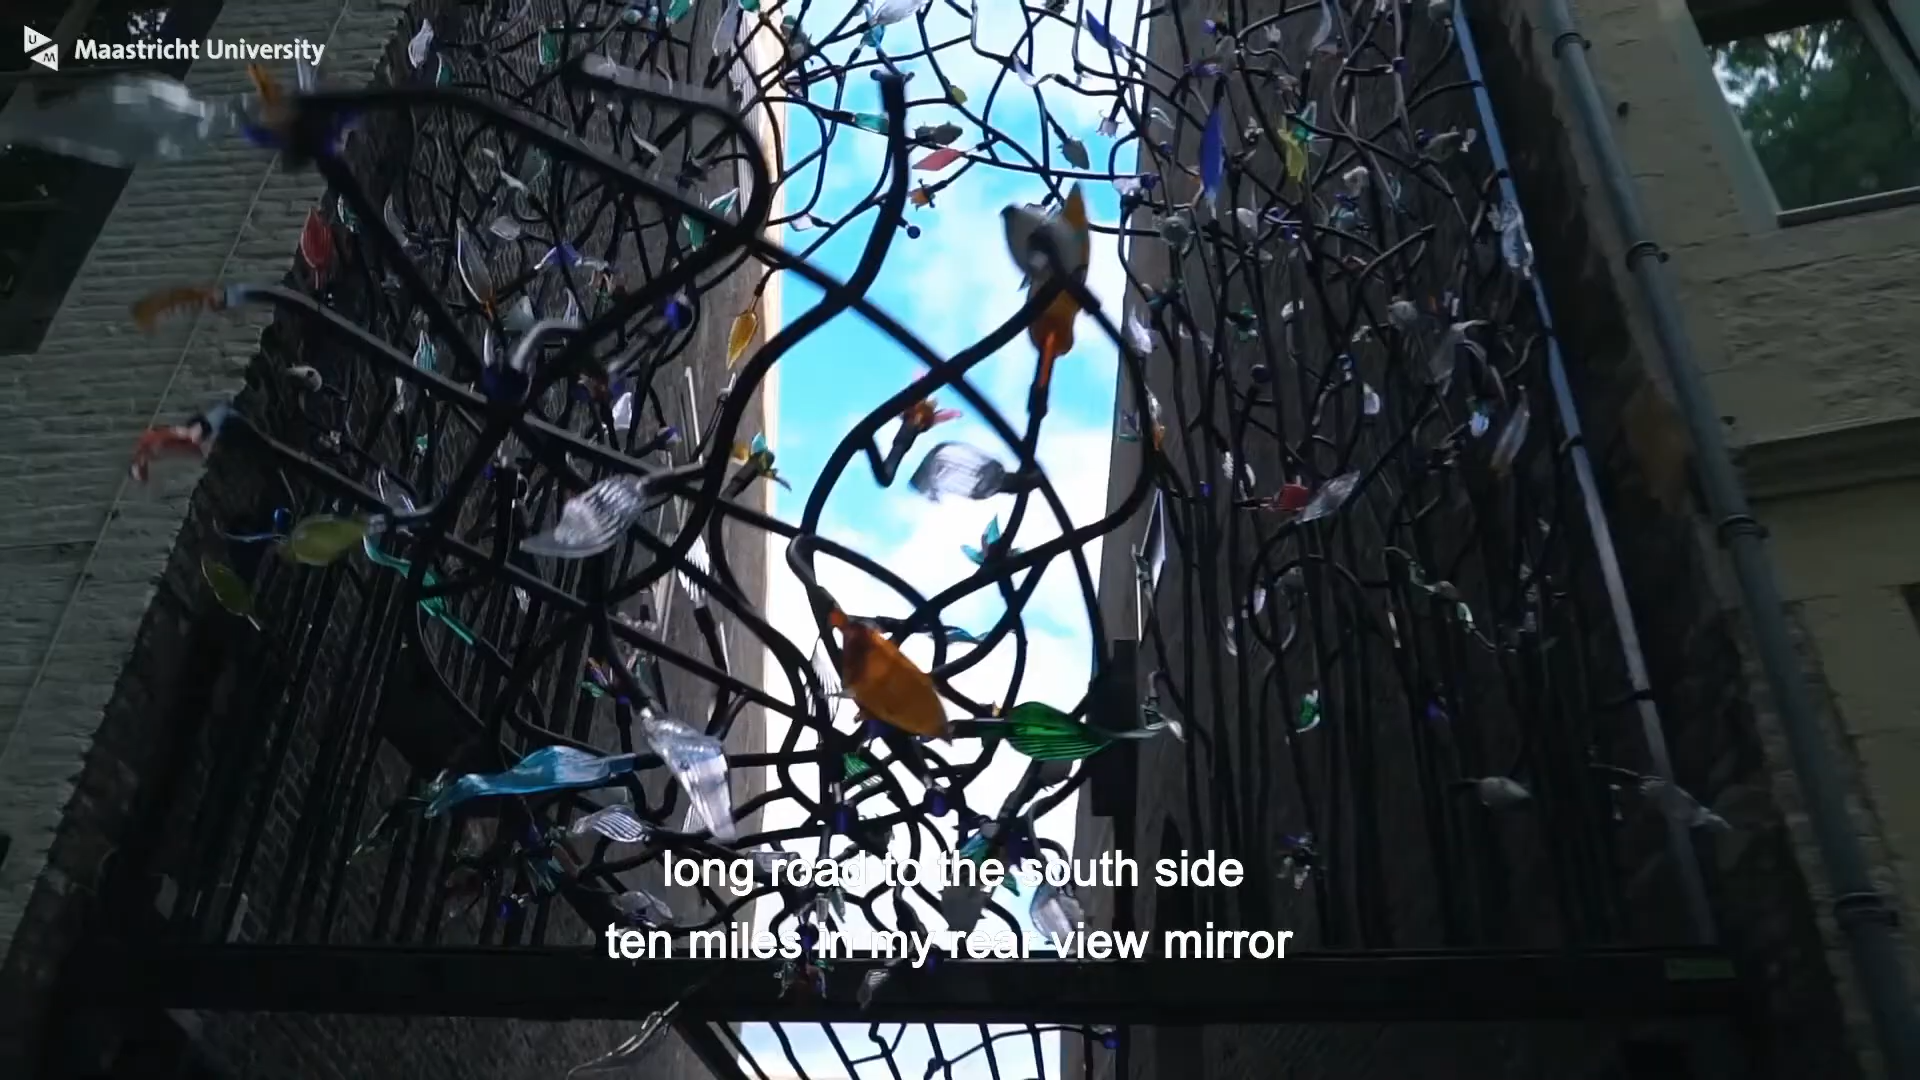 Maastricht University
long road to the south side
ten miles in my rear view mirror